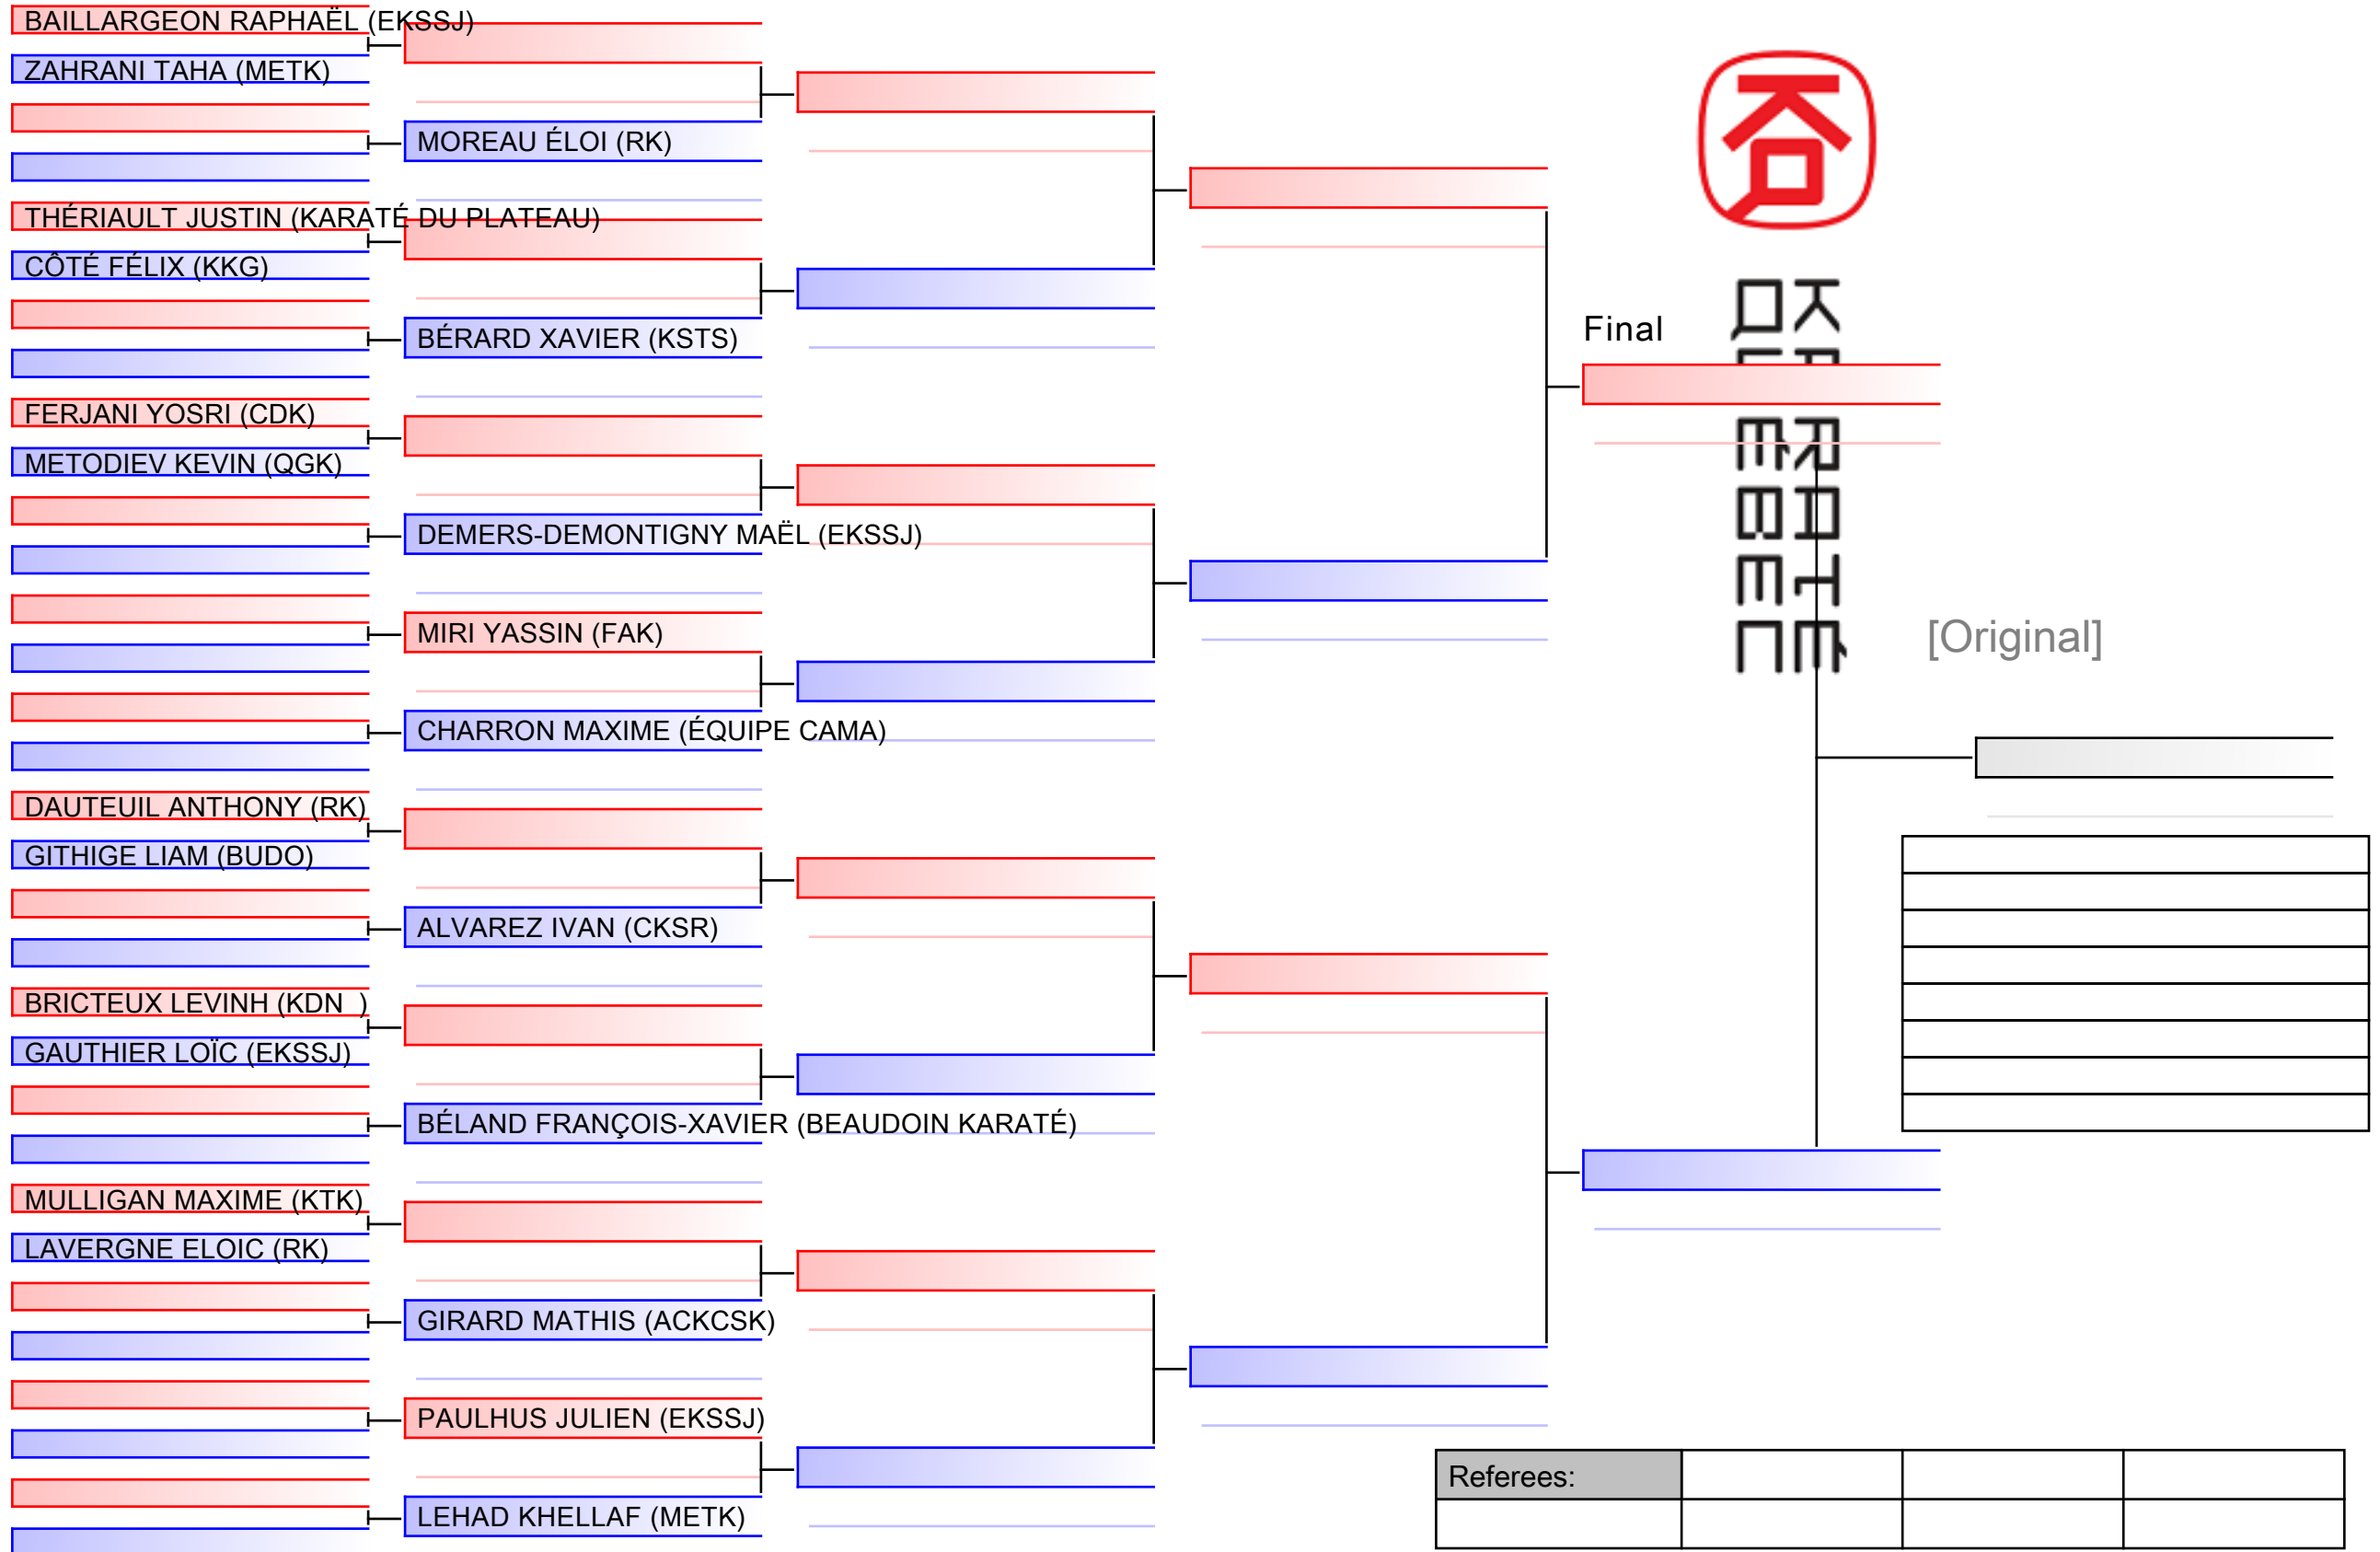 BAILLARGEON RAPHAËL (EKSSJ)
ZAHRANI TAHA (METK)
MOREAU ÉLOI (RK)
THÉRIAULT JUSTIN (KARATÉ DU PLATEAU)
CÔTÉ FÉLIX (KKG)
BÉRARD XAVIER (KSTS)
FERJANI YOSRI (CDK)
METODIEV KEVIN (QGK)
DEMERS-DEMONTIGNY MAËL (EKSSJ)
MIRI YASSIN (FAK)
CHARRON MAXIME (ÉQUIPE CAMA)
DAUTEUIL ANTHONY (RK)
GITHIGE LIAM (BUDO)
ALVAREZ IVAN (CKSR)
BRICTEUX LEVINH (KDN  )
GAUTHIER LOÏC (EKSSJ)
BÉLAND FRANÇOIS-XAVIER (BEAUDOIN KARATÉ)
MULLIGAN MAXIME (KTK)
LAVERGNE ELOIC (RK)
GIRARD MATHIS (ACKCSK)
PAULHUS JULIEN (EKSSJ)
LEHAD KHELLAF (METK)
Final
KARATÉ
QUÉBEC
[Original]
Referees: